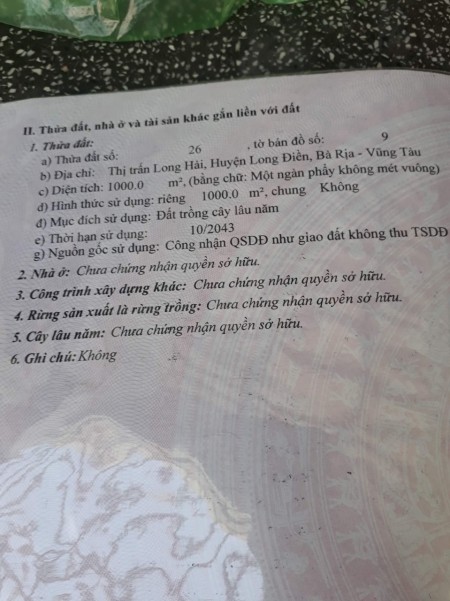 II. Thửa đất, nhà ở và tài sản khác gắn liền với đất
1. Thửa đất:
a) Thửa đất số: 26 , tờ bản đồ số: 9
b) Địa chỉ: Thị trấn Long Hải, Huyện Long Điền, Bà Rịa - Vũng Tàu
c) Diện tích: 1000.0 m², (bằng chữ: Một ngàn phẩy không mét vuông)
d) Hình thức sử dụng: riêng 1000.0 m², chung Không
đ) Mục đích sử dụng: Đất trồng cây lâu năm
e) Thời hạn sử dụng: 10/2043
g) Nguồn gốc sử dụng: Công nhận QSDĐ như giao đất không thu TSDĐ
2. Nhà ở: Chưa chứng nhận quyền sở hữu.
3. Công trình xây dựng khác: Chưa chứng nhận quyền sở hữu.
4. Rừng sản xuất là rừng trồng: Chưa chứng nhận quyền sở hữu.
5. Cây lâu năm: Chưa chứng nhận quyền sở hữu.
6. Ghi chú: Không